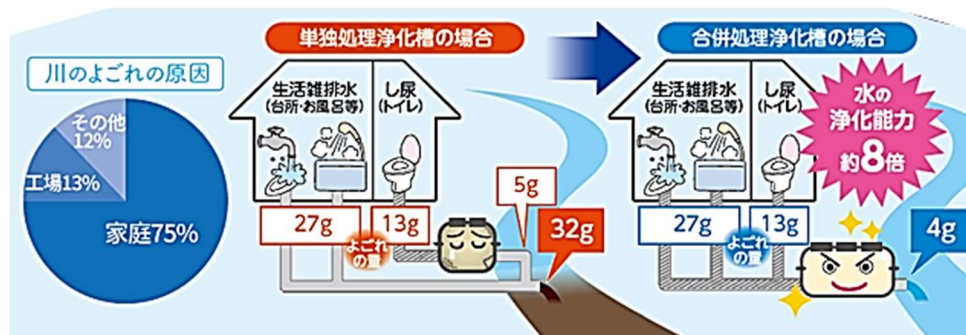 川のよごれの原因
その他
12%
工場13%
家庭75%
単独処理浄化槽の場合
生活雑排水
(台所・お風呂等)
し尿
(トイレ)
27g
13g
よごれ
の量
5g
32g
合併処理浄化槽の場合
生活雑排水
(台所・お風呂等)
し尿
(トイレ)
水の
浄化能力
約8倍
27g
13g
よごれ
の量
4g